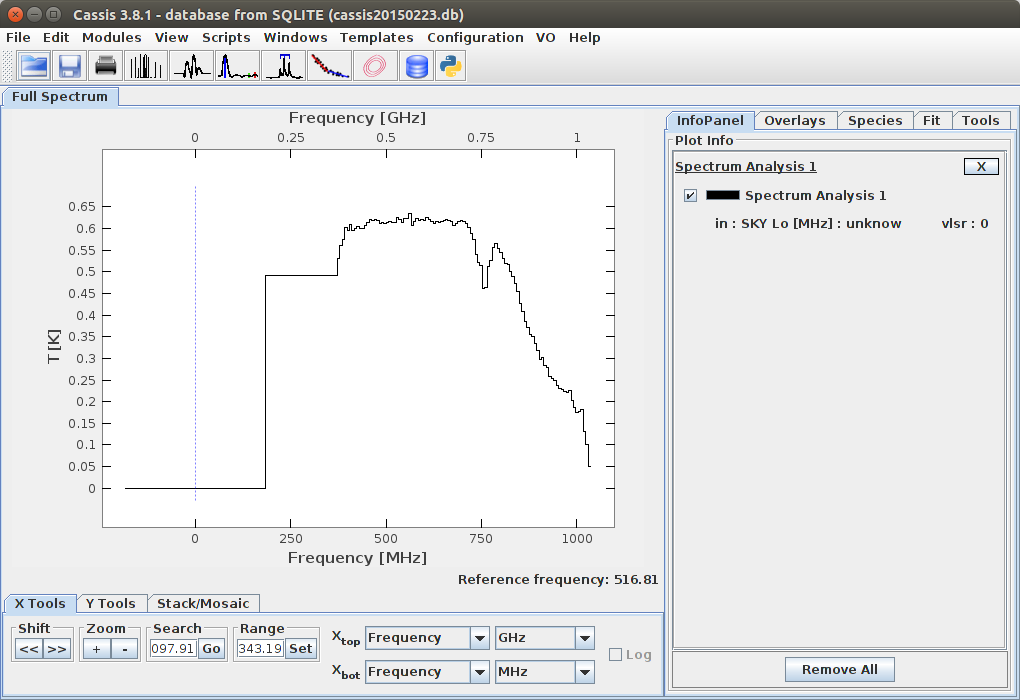 Cassis 3.8.1 - database from SQLITE (cassis20150223.db)
File Edit Modules View Scripts Windows Templates Configuration VO Help
Full Spectrum
Frequency [GHz]
0 0.25 0.5 0.75 1
0.65
0.6
0.55
0.5
0.45
0.4
0.35
0.3
0.25
0.2
0.15
0.1
0.05
0
T [K]
0 250 500 750 1000
Frequency [MHz]
Reference frequency: 516.81
InfoPanel Overlays Species Fit Tools
Plot Info
Spectrum Analysis 1 X
Spectrum Analysis 1
in : SKY Lo [MHz] : unknow vlsr : 0
Remove All
X Tools Y Tools Stack/Mosaic
Shift Zoom Search Range
<< >> + - 097.91 Go 343.19 Set
Xtop Frequency GHz
Xbot Frequency MHz
Log